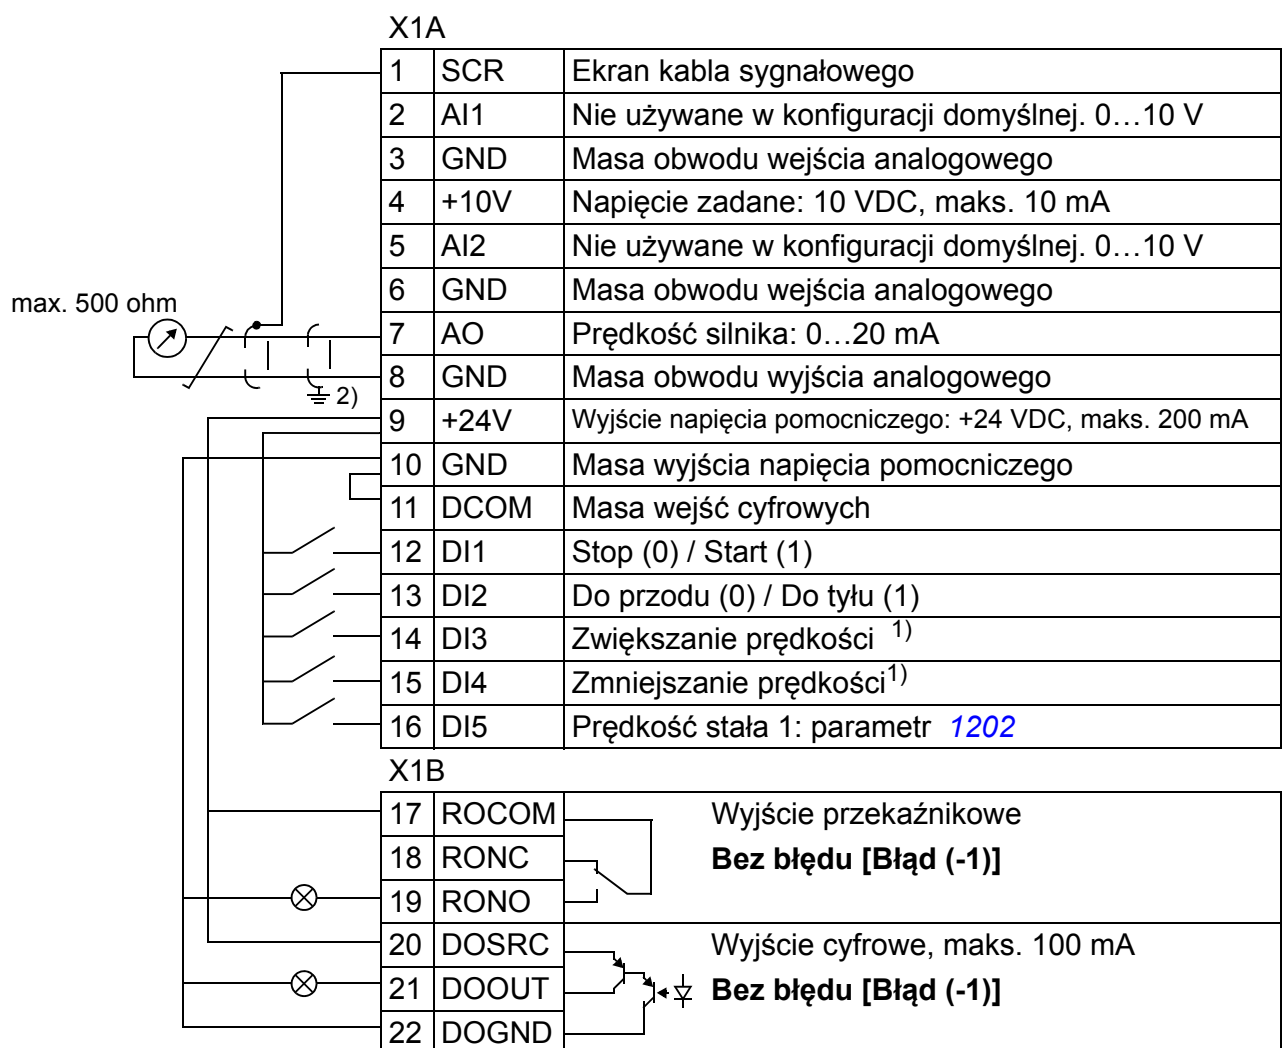 X1A
1 SCR Ekran kabla sygnałowego
2 AI1 Nie używane w konfiguracji domyślnej. 0…10 V
3 GND Masa obwodu wejścia analogowego
4 +10V Napięcie zadane: 10 VDC, maks. 10 mA
5 AI2 Nie używane w konfiguracji domyślnej. 0…10 V
6 GND Masa obwodu wejścia analogowego
max. 500 ohm
7 AO Prędkość silnika: 0…20 mA
8 GND Masa obwodu wyjścia analogowego
2)
9 +24V Wyjście napięcia pomocniczego: +24 VDC, maks. 200 mA
10 GND Masa wyjścia napięcia pomocniczego
11 DCOM Masa wejść cyfrowych
12 DI1 Stop (0) / Start (1)
13 DI2 Do przodu (0) / Do tyłu (1)
14 DI3 Zwiększanie prędkości 1)
15 DI4 Zmniejszanie prędkości1)
16 DI5 Prędkość stała 1: parametr 1202
X1B
17 ROCOM Wyjście przekaźnikowe
18 RONC Bez błędu [Błąd (-1)]
19 RONO
20 DOSRC Wyjście cyfrowe, maks. 100 mA
21 DOOUT Bez błędu [Błąd (-1)]
22 DOGND